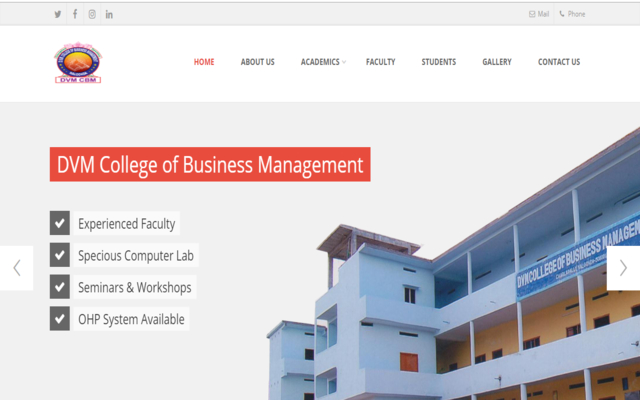 Mail
Phone
DVM CBM
HOME
ABOUT US
ACADEMICS
FACULTY
STUDENTS
GALLERY
CONTACT US
DVM College of Business Management
Experienced Faculty
Specious Computer Lab
Seminars & Workshops
OHP System Available
DVM COLLEGE OF BUSINESS MANAGEM